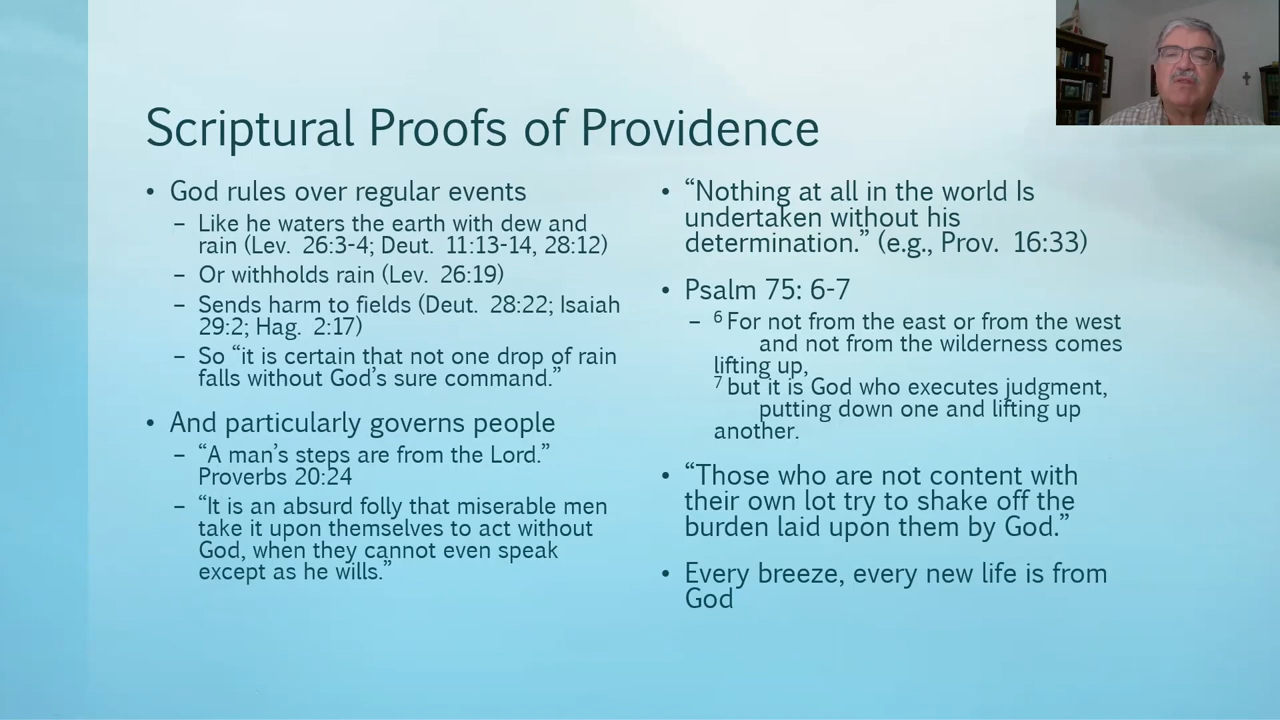 Scriptural Proofs of Providence
• God rules over regular events
– Like he waters the earth with dew and
rain (Lev. 26:3-4; Deut. 11:13-14, 28:12)
– Or withholds rain (Lev. 26:19)
– Sends harm to fields (Deut. 28:22; Isaiah
29:2; Hag. 2:17)
– So “it is certain that not one drop of rain
falls without God’s sure command.”
• And particularly governs people
– “A man’s steps are from the Lord.”
Proverbs 20:24
– “It is an absurd folly that miserable men
take it upon themselves to act without
God, when they cannot even speak
except as he wills.”
• “Nothing at all in the world Is
undertaken without his
determination.” (e.g., Prov. 16:33)
• Psalm 75: 6-7
– 6 For not from the east or from the west
and not from the wilderness comes
lifting up,
7 but it is God who executes judgment,
putting down one and lifting up
another.
• “Those who are not content with
their own lot try to shake off the
burden laid upon them by God.”
• Every breeze, every new life is from
God